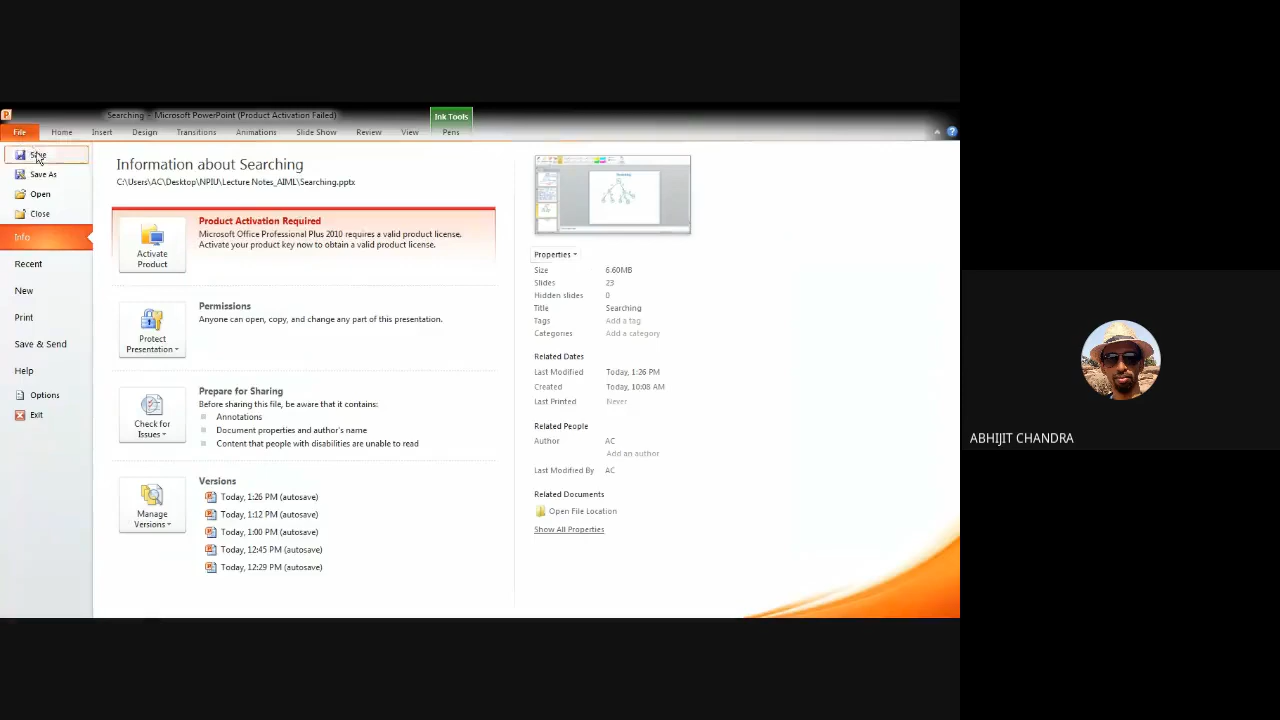 Searching - Microsoft PowerPoint (Product Activation Failed)
Ink Tools
File Home Insert Design Transitions Animations Slide Show Review View Pens
Save
Save As
Open
Close
Info
Recent
New
Print
Save & Send
Help
Options
Exit
Information about Searching
C:\Users\AC\Desktop\NPIU\Lecture Notes_AIML\Searching.pptx
Activate
Product
Product Activation Required
Microsoft Office Professional Plus 2010 requires a valid product license.
Activate your product key now to obtain a valid product license.
Protect
Presentation
Permissions
Anyone can open, copy, and change any part of this presentation.
Check for
Issues
Prepare for Sharing
Before sharing this file, be aware that it contains:
Annotations
Document properties and author's name
Content that people with disabilities are unable to read
Manage
Versions
Versions
Today, 1:26 PM (autosave)
Today, 1:12 PM (autosave)
Today, 1:00 PM (autosave)
Today, 12:45 PM (autosave)
Today, 12:29 PM (autosave)
Properties
Size 6.60MB
Slides 23
Hidden slides 0
Title Searching
Tags Add a tag
Categories Add a category
Related Dates
Last Modified Today, 1:26 PM
Created Today, 10:08 AM
Last Printed Never
Related People
Author AC
Add an author
Last Modified By AC
Related Documents
Open File Location
Show All Properties
ABHIJIT CHANDRA